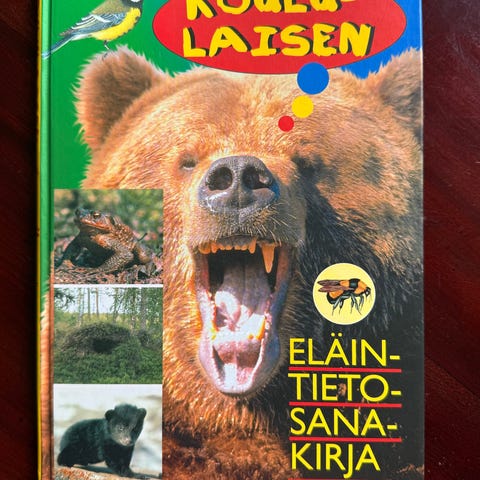 KOULU-
LAISEN
ELÄIN-
TIETO-
SANA-
KIRJA